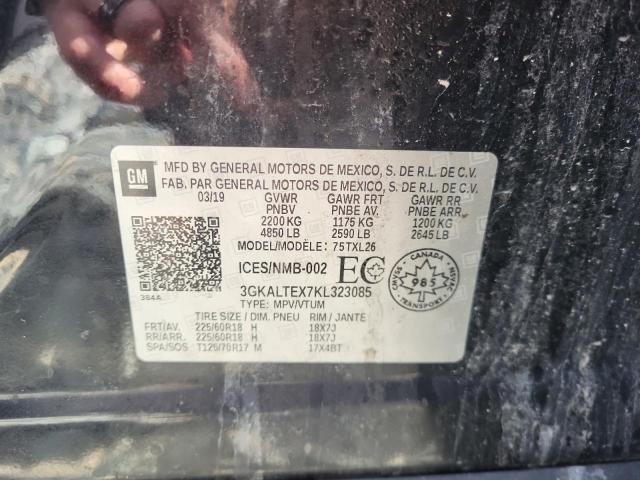 GM
MFD BY GENERAL MOTORS DE MEXICO, S. DE R.L. DE C.V.
FAB. PAR GENERAL MOTORS DE MEXICO, S. DE R.L. DE C.V.
03/19 GVWR GAWR FRT GAWR RR
PNBV PNBE AV. PNBE ARR.
2200 KG 1175 KG 1200 KG
4850 LB 2590 LB 2645 LB
MODEL/MODÈLE: 75TXL26
ICES/NMB-002 EC
CANADA
CMVSS 985 NSVAC
TRANSPORT
384A
3GKALTEX7KL323085
TYPE: MPV/VTUM
TIRE SIZE / DIM. PNEU RIM / JANTE
FRT/AV. 225/60R18 H 18X7J
RR/ARR. 225/60R18 H 18X7J
SPA/SOS T125/70R17 M 17X4BT